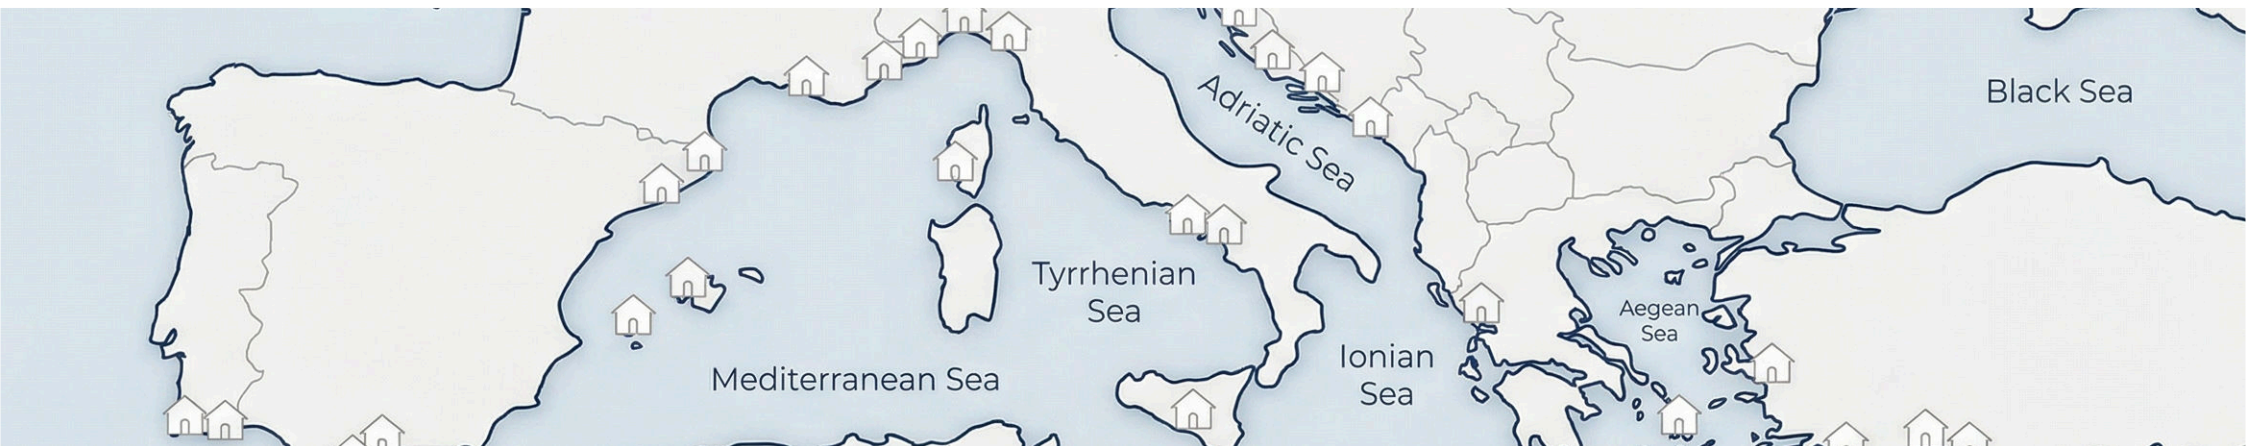 Black Sea
Adriatic Sea
Tyrrhenian
Sea
Aegean
Sea
Ionian
Sea
Mediterranean Sea